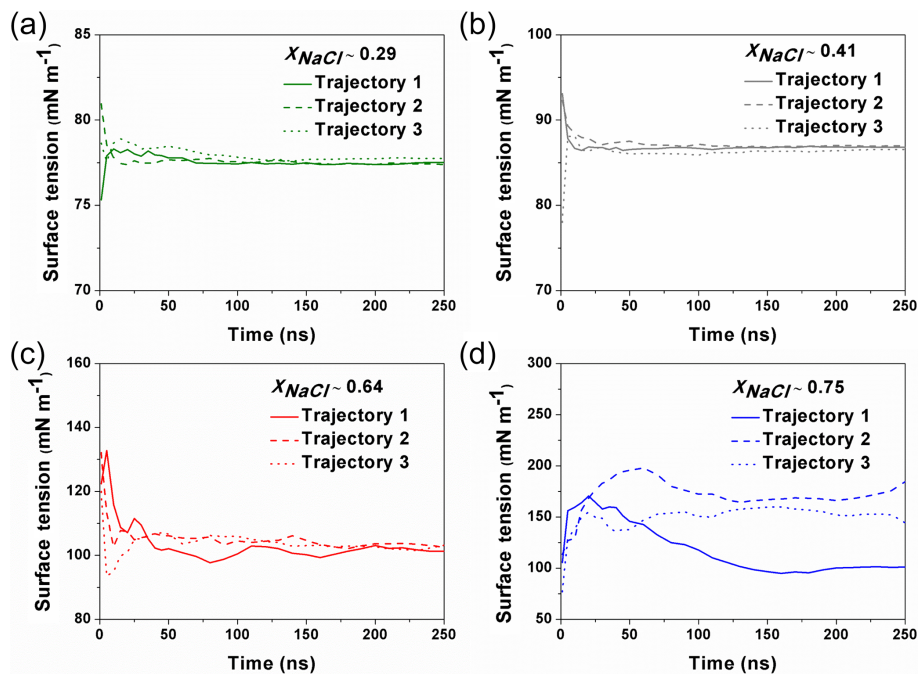 (a)
85
80
75
70
Surface tension (mN m⁻¹)
X_NaCl ~ 0.29
Trajectory 1
Trajectory 2
Trajectory 3
0 50 100 150 200 250
Time (ns)
(b)
100
95
90
85
80
75
70
Surface tension (mN m⁻¹)
X_NaCl ~ 0.41
Trajectory 1
Trajectory 2
Trajectory 3
0 50 100 150 200 250
Time (ns)
(c)
160
140
120
100
80
Surface tension (mN m⁻¹)
X_NaCl ~ 0.64
Trajectory 1
Trajectory 2
Trajectory 3
0 50 100 150 200 250
Time (ns)
(d)
300
250
200
150
100
50
Surface tension (mN m⁻¹)
X_NaCl ~ 0.75
Trajectory 1
Trajectory 2
Trajectory 3
0 50 100 150 200 250
Time (ns)